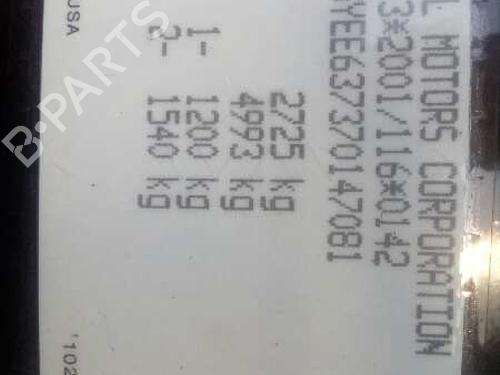 L MOTORS CORPORATION
3*2001/116*0142
YEE637370147081
2725 kg
4993 kg
1- 1200 kg
2- 1540 kg
USA
'102
B-PARTS